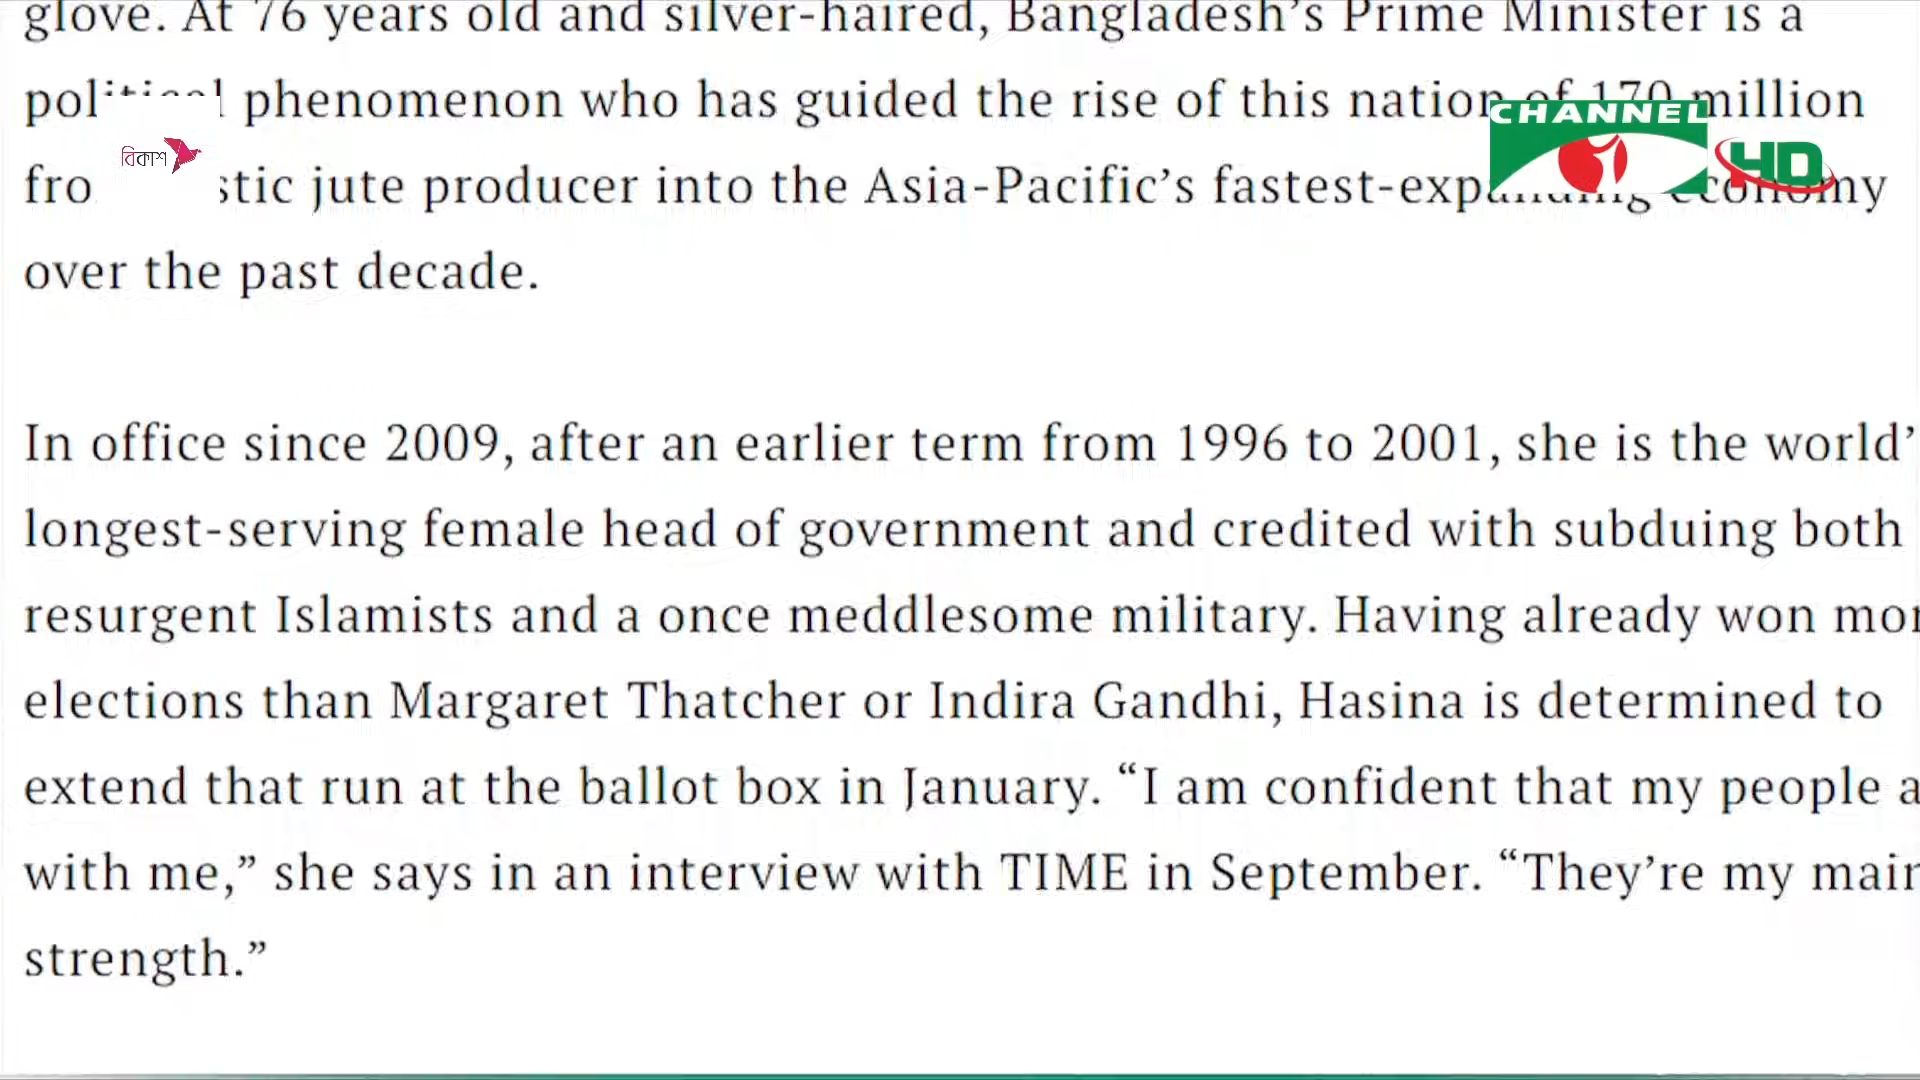 glove. At 76 years old and silver-haired, Bangladesh's Prime Minister is a
phenomenon who has guided the rise of this nation of 170 million
CHANNEL
HD
বিকাশ
jute producer into the Asia-Pacific's fastest-expanding economy
over the past decade.
In office since 2009, after an earlier term from 1996 to 2001, she is the world'
longest-serving female head of government and credited with subduing both
resurgent Islamists and a once meddlesome military. Having already won
elections than Margaret Thatcher or Indira Gandhi, Hasina is determined to
extend that run at the ballot box in January. “I am confident that my people
with me,” she says in an interview with TIME in September. “They're my
strength.”